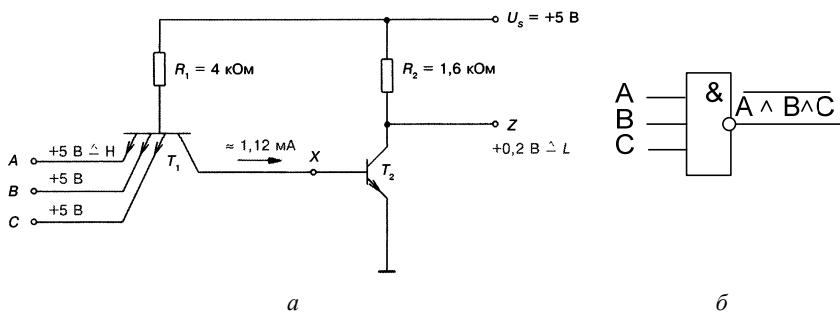 U_s = +5 В
R_1 = 4 кОм
R_2 = 1,6 кОм
A +5 В ≙ H
B +5 В
C +5 В
T_1
≈ 1,12 мА
X
T_2
Z
+0,2 В ≙ L
а
A
B
C
&
A ^ B^C
б